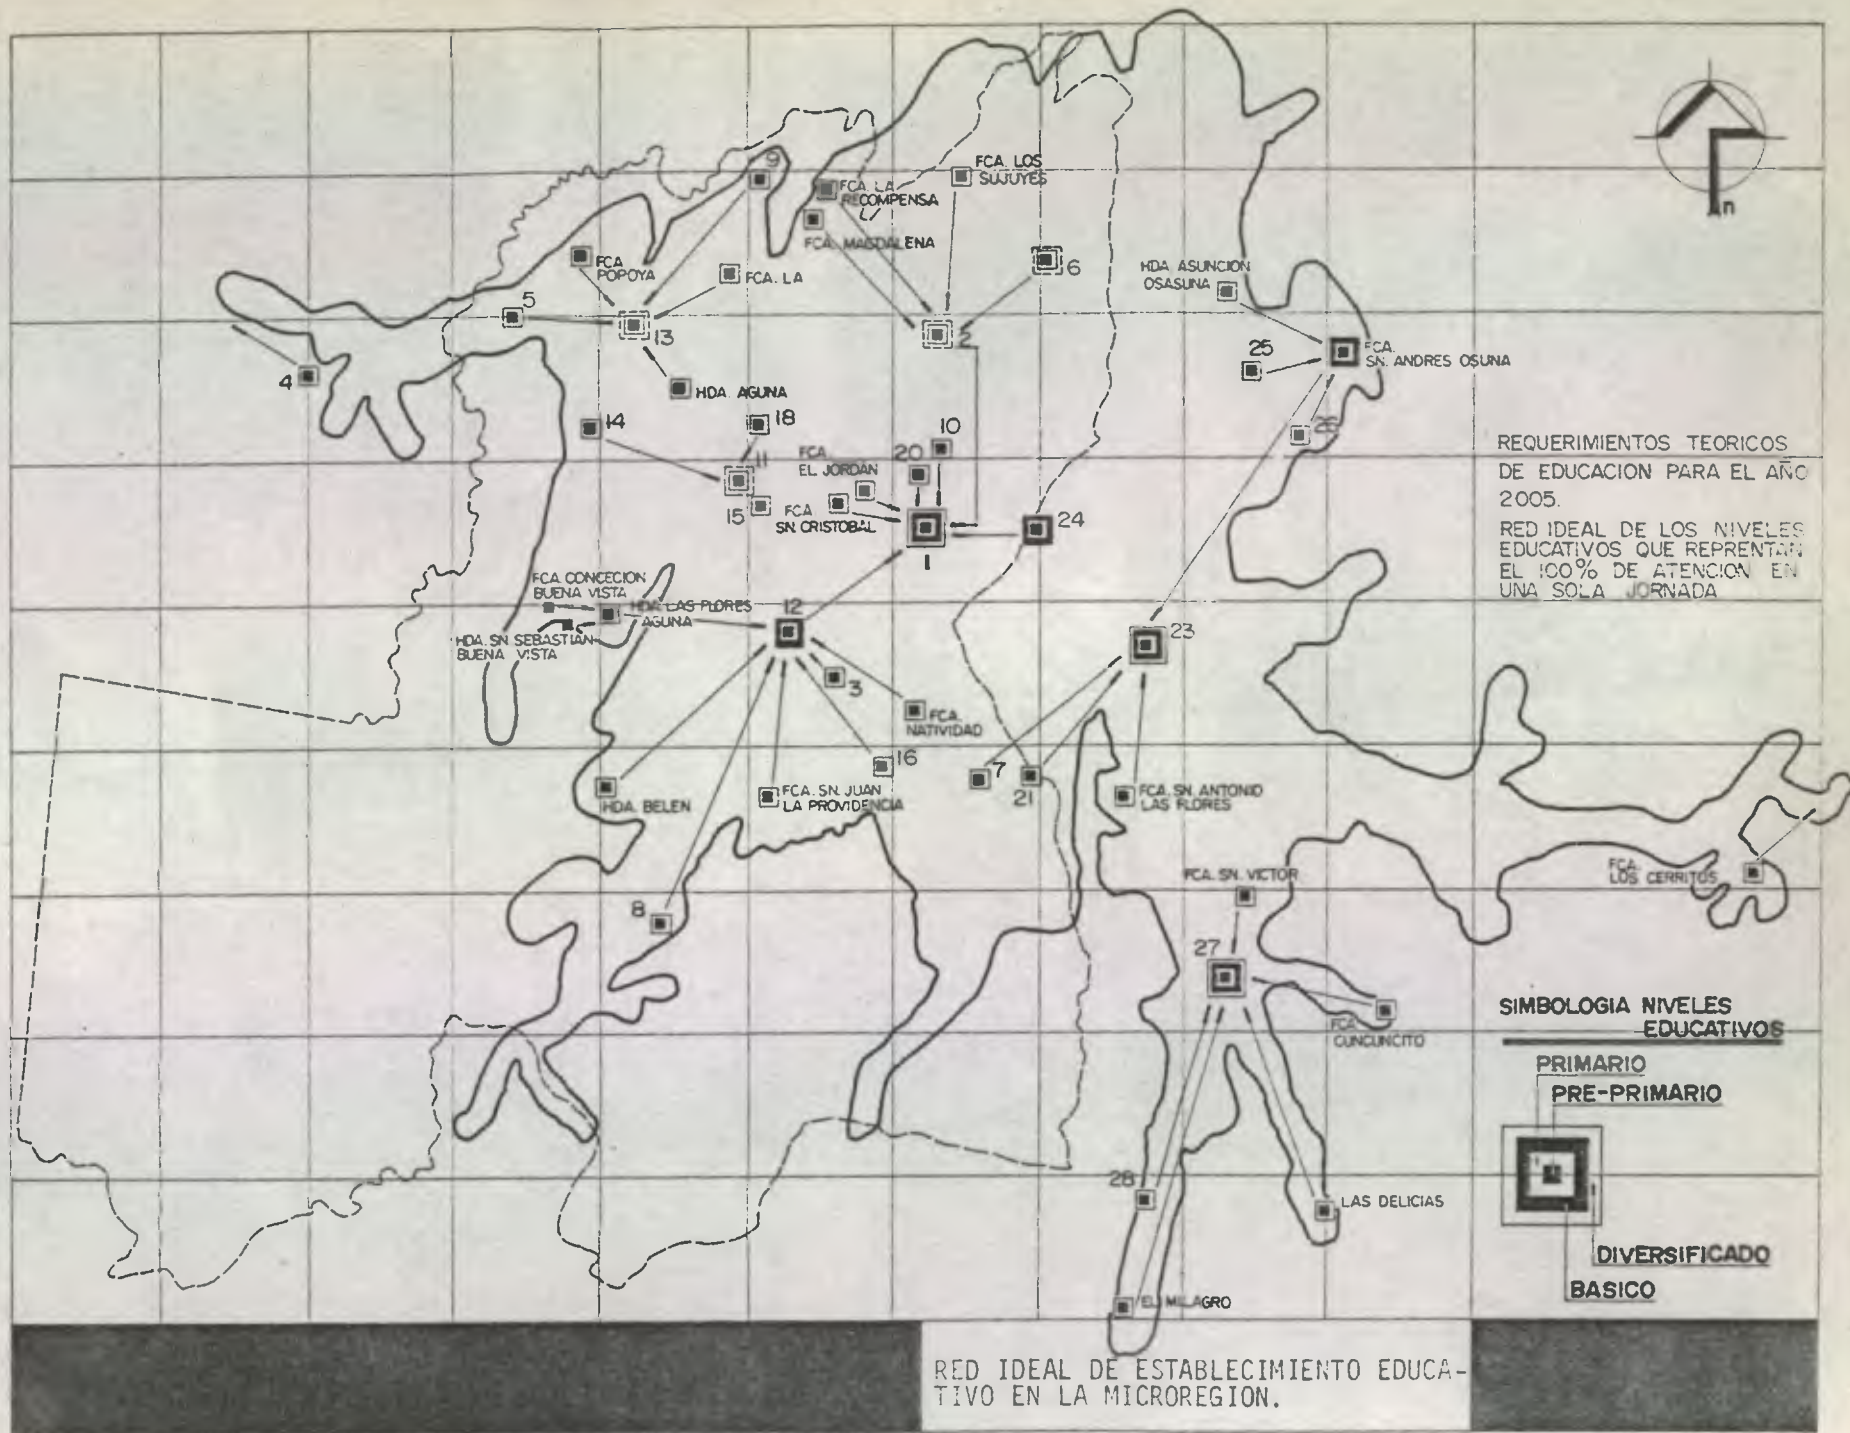 9
FCA. LOS
SUJUYES
FCA. LA
RECOMPENSA
FCA. MAGDALENA
FCA
POPOYA
FCA. LA
6
HDA. ASUNCION
OSASUNA
5
13
2
4
25
FCA.
SN. ANDRES OSUNA
HDA. AGUNA
14
18
10
26
FCA.
EL JORDAN
20
11
15
FCA
SN. CRISTOBAL
24
1
REQUERIMIENTOS TEORICOS
DE EDUCACION PARA EL AÑO
2005.
RED IDEAL DE LOS NIVELES
EDUCATIVOS QUE REPRENTAN
EL 100% DE ATENCION EN
UNA SOLA JORNADA
FCA. CONCECION
BUENA VISTA
HDA. LAS FLORES
AGUNA
HDA. SN SEBASTIAN
BUENA VISTA
12
23
3
FCA.
NATIVIDAD
16
7
21
HDA. BELEN
FCA. SN. JUAN
LA PROVIDENCIA
FCA. SN. ANTONIO
LAS FLORES
FCA. SN. VICTOR
FCA.
LOS CERRITOS
8
27
FCA.
CUNCUNCITO
SIMBOLOGIA NIVELES
EDUCATIVOS
PRIMARIO
PRE-PRIMARIO
DIVERSIFICADO
BASICO
28
LAS DELICIAS
EL MILAGRO
n
RED IDEAL DE ESTABLECIMIENTO EDUCA-
TIVO EN LA MICROREGION.